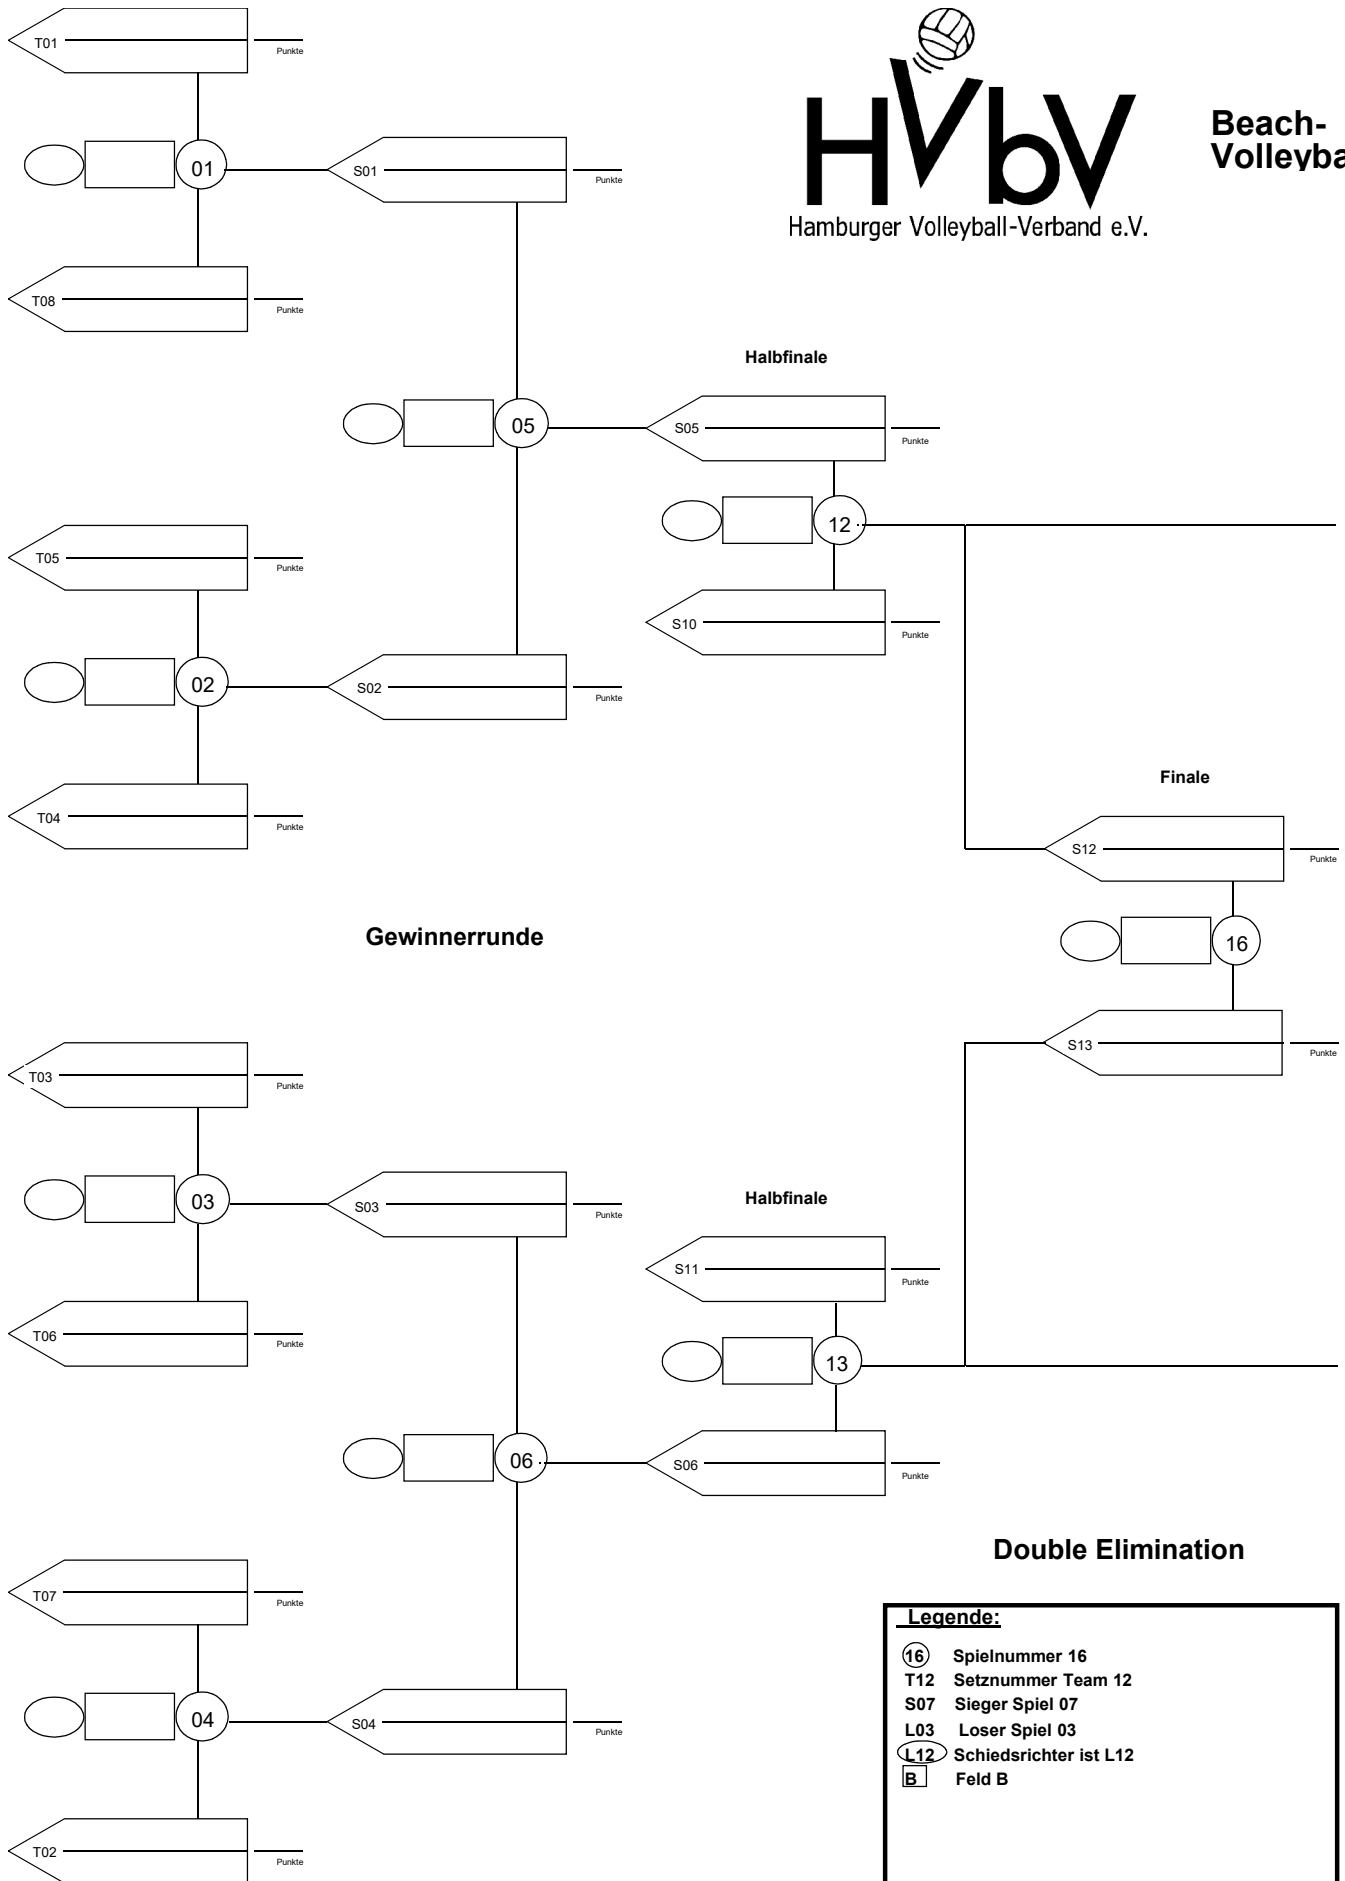 T01
Punkte
Beach-
01
S01
Punkte
Hamburger Volleyball-Verband e.V.
HVbV
T08
Punkte
Halbfinale
05
S05
Punkte
12
T05
Punkte
S10
Punkte
02
S02
Punkte
Finale
T04
Punkte
S12
Punkte
Gewinnerrunde
16
S13
Punkte
T03
Punkte
03
S03
Punkte
Halbfinale
S11
Punkte
T06
Punkte
13
06
S06
Punkte
Double Elimination
T07
Punkte
04
S04
Punkte
T02
Punkte
Legende:
16 Spielnummer 16
T12 Setznummer Team 12
S07 Sieger Spiel 07
L03 Loser Spiel 03
L12 Schiedsrichter ist L12
B Feld B